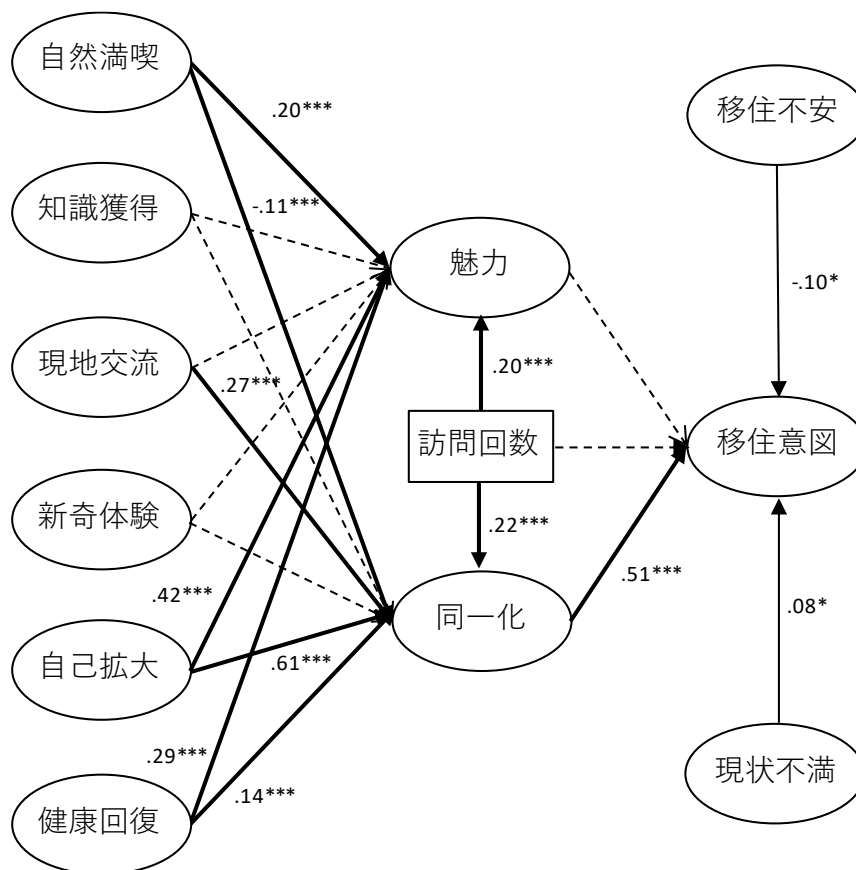 自然満喫
移住不安
.20***
知識獲得
-.11***
魅力
-.10*
現地交流
.27***
.20***
訪問回数
移住意図
新奇体験
.22***
.42***
.51***
同一化
.08*
自己拡大
.61***
.29***
現状不満
.14***
健康回復